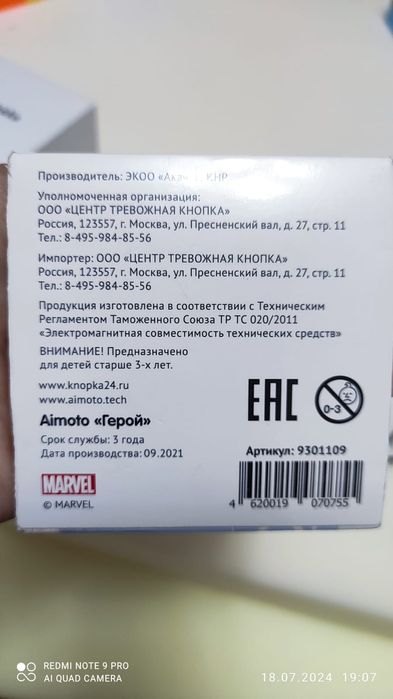 Производитель: ЭКОО «Ака КНР
Уполномоченная организация:
ООО «ЦЕНТР ТРЕВОЖНАЯ КНОПКА»
Россия, 123557, г. Москва, ул. Пресненский вал, д. 27, стр. 11
Тел.: 8-495-984-85-56
Импортер: ООО «ЦЕНТР ТРЕВОЖНАЯ КНОПКА»
Россия, 123557, г. Москва, ул. Пресненский вал, д. 27, стр. 11
Тел.: 8-495-984-85-56
Продукция изготовлена в соответствии с Техническим
Регламентом Таможенного Союза ТР ТС 020/2011
«Электромагнитная совместимость технических средств»
ВНИМАНИЕ! Предназначено
для детей старше 3-х лет.
www.knopka24.ru
www.aimoto.tech
EAC
0-3
Aimoto «Герой»
Срок службы: 3 года
Дата производства: 09.2021
Артикул: 9301109
MARVEL
© MARVEL
4 620019 070755
REDMI NOTE 9 PRO
AI QUAD CAMERA
18.07.2024 19:07